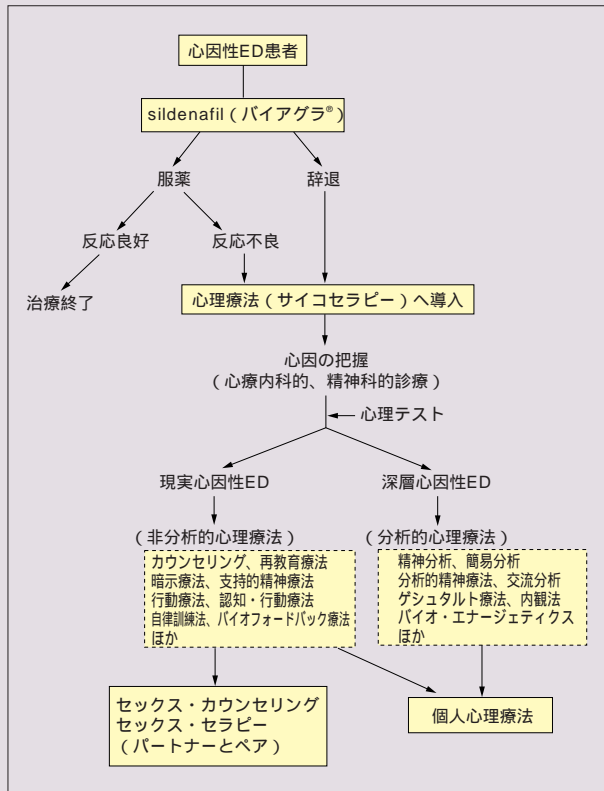 心因性ED患者
sildenafil(バイアグラ®)
服薬
辞退
反応良好
反応不良
治療終了
心理療法(サイコセラピー)へ導入
心因の把握
(心療内科的、精神科的診療)
心理テスト
現実心因性ED
深層心因性ED
(非分析的心理療法)
(分析的心理療法)
カウンセリング、再教育療法
暗示療法、支持的精神療法
行動療法、認知・行動療法
自律訓練法、バイオフォードバック療法
ほか
精神分析、簡易分析
分析的精神療法、交流分析
ゲシュタルト療法、内観法
バイオ・エナージェティクス
ほか
セックス・カウンセリング
セックス・セラピー
(パートナーとペア)
個人心理療法